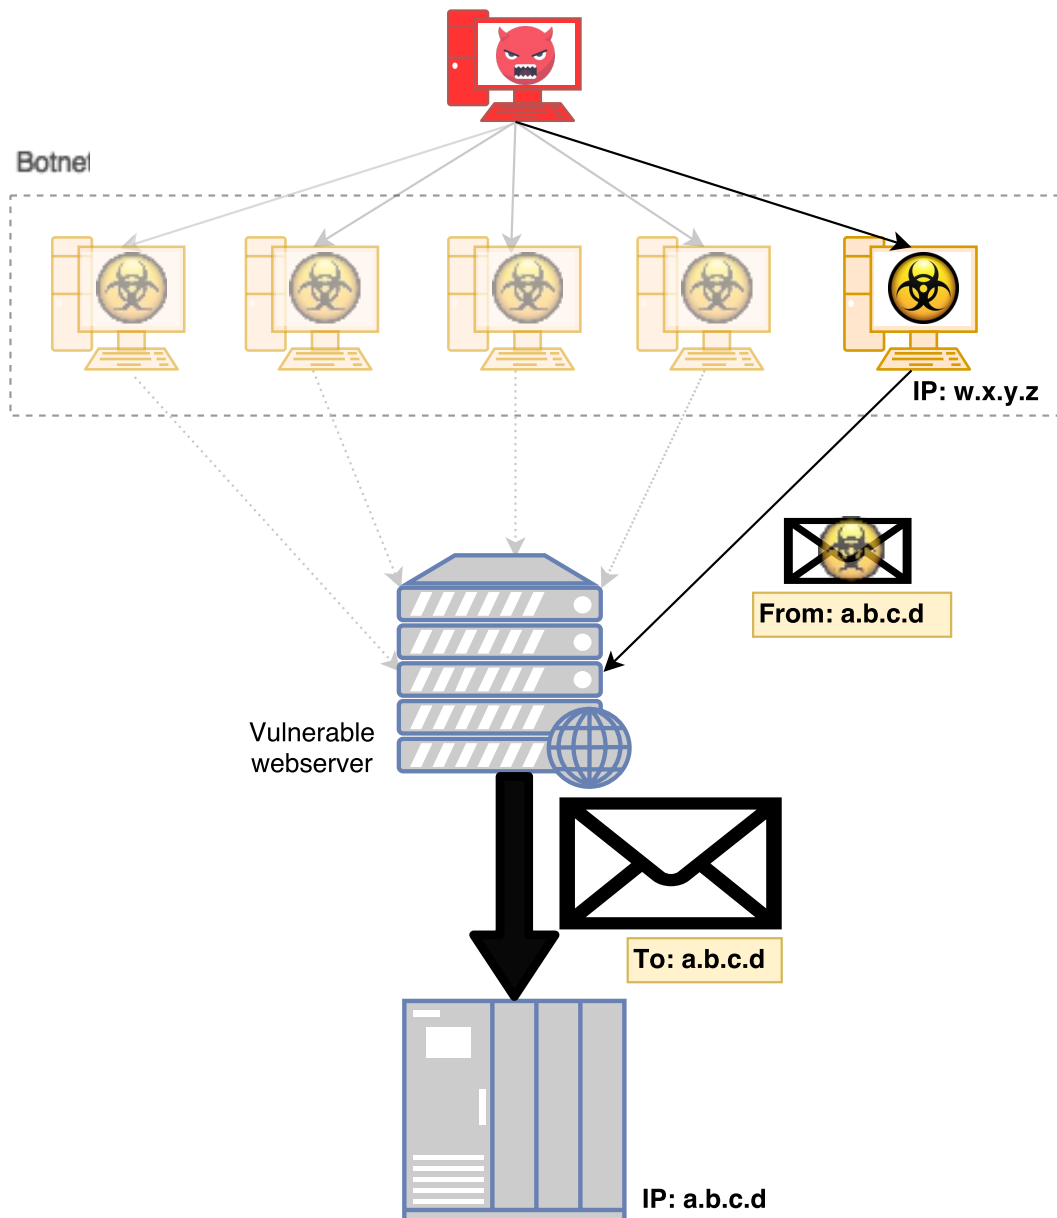 Botnet
IP: w.x.y.z
From: a.b.c.d
Vulnerable
webserver
To: a.b.c.d
IP: a.b.c.d